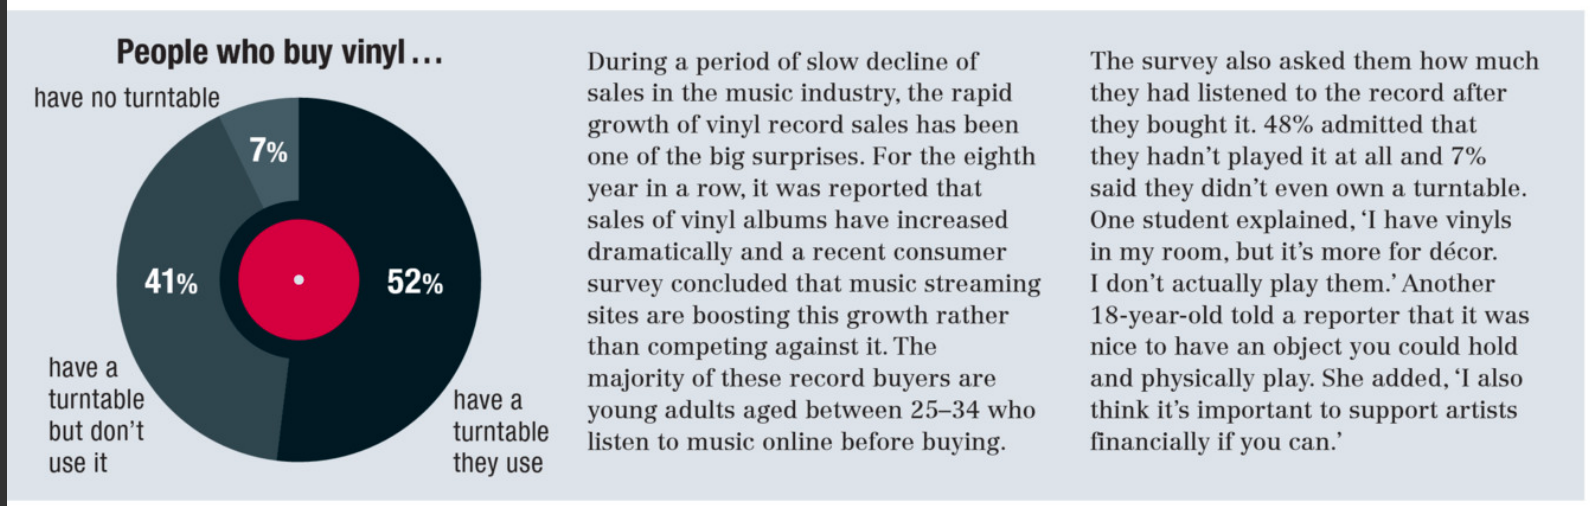 People who buy vinyl...
have no turntable
7%
41%
52%
have a
turntable
but don't
use it
have a
turntable
they use
During a period of slow decline of
sales in the music industry, the rapid
growth of vinyl record sales has been
one of the big surprises. For the eighth
year in a row, it was reported that
sales of vinyl albums have increased
dramatically and a recent consumer
survey concluded that music streaming
sites are boosting this growth rather
than competing against it. The
majority of these record buyers are
young adults aged between 25–34 who
listen to music online before buying.
The survey also asked them how much
they had listened to the record after
they bought it. 48% admitted that
they hadn't played it at all and 7%
said they didn't even own a turntable.
One student explained, ‘I have vinyls
in my room, but it's more for décor.
I don't actually play them.’ Another
18-year-old told a reporter that it was
nice to have an object you could hold
and physically play. She added, ‘I also
think it's important to support artists
financially if you can.’